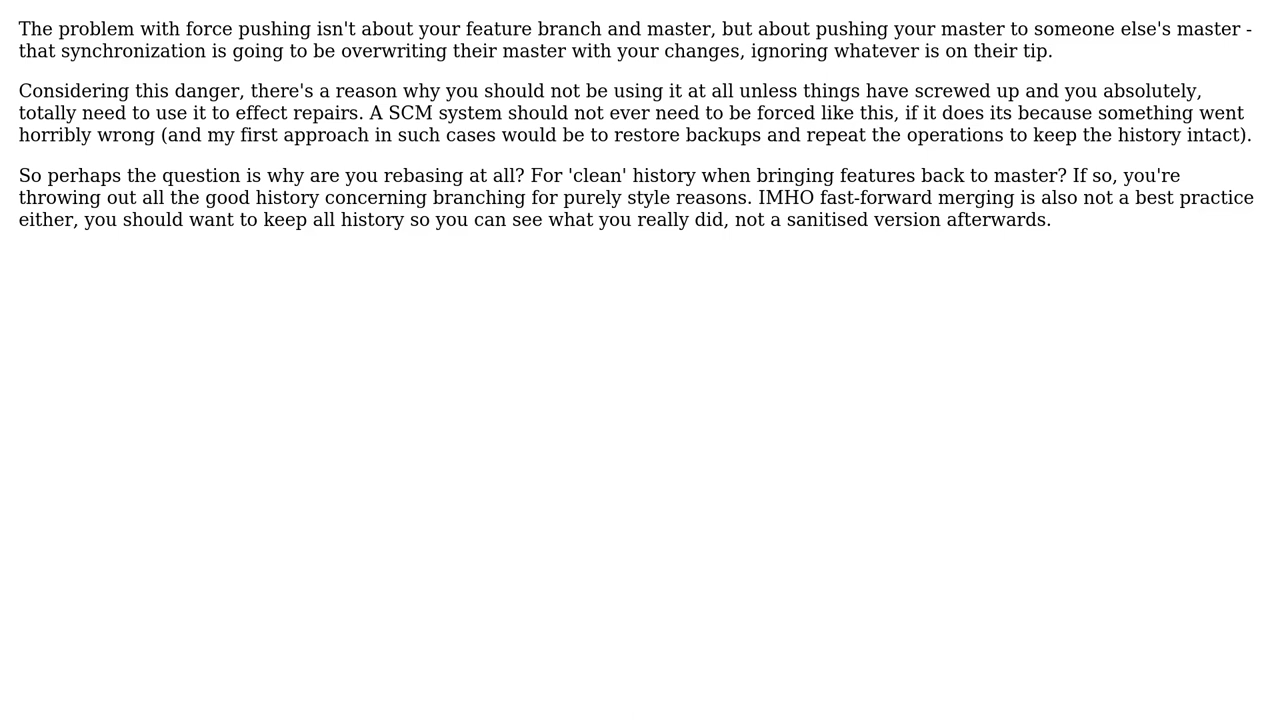 The problem with force pushing isn't about your feature branch and master, but about pushing your master to someone else's master -
that synchronization is going to be overwriting their master with your changes, ignoring whatever is on their tip.
Considering this danger, there's a reason why you should not be using it at all unless things have screwed up and you absolutely,
totally need to use it to effect repairs. A SCM system should not ever need to be forced like this, if it does its because something went
horribly wrong (and my first approach in such cases would be to restore backups and repeat the operations to keep the history intact).
So perhaps the question is why are you rebasing at all? For 'clean' history when bringing features back to master? If so, you're
throwing out all the good history concerning branching for purely style reasons. IMHO fast-forward merging is also not a best practice
either, you should want to keep all history so you can see what you really did, not a sanitised version afterwards.